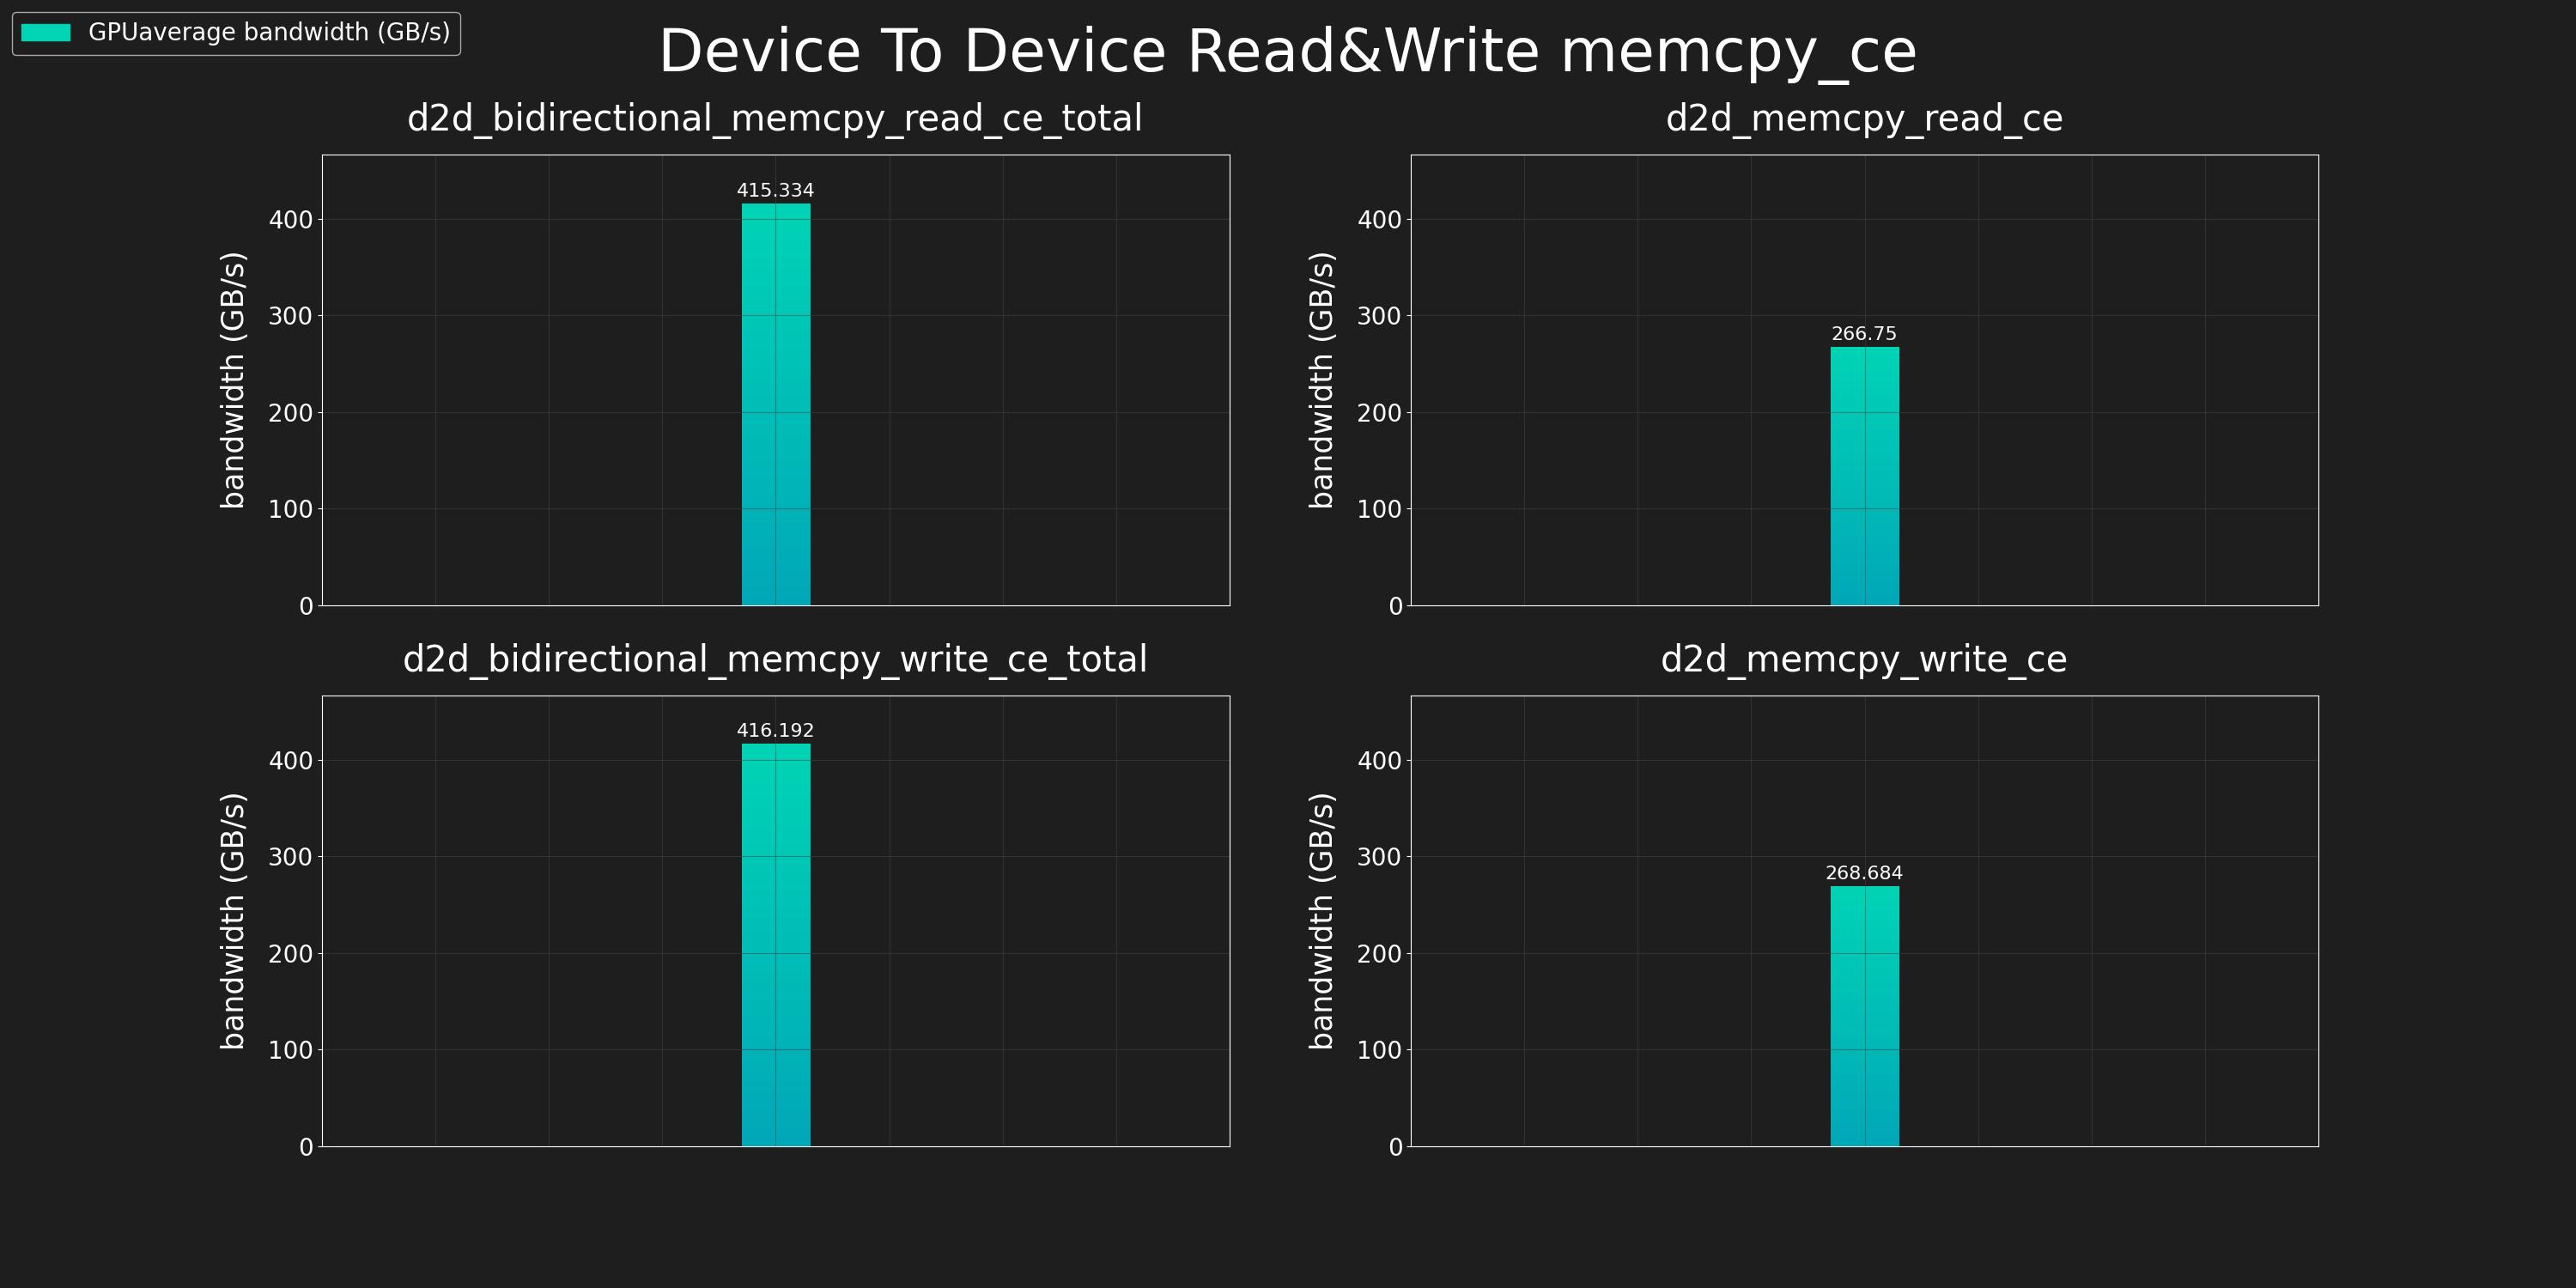 GPUaverage bandwidth (GB/s)
Device To Device Read&Write memcpy_ce
d2d_bidirectional_memcpy_read_ce_total
bandwidth (GB/s)
400
300
200
100
0
415.334
d2d_memcpy_read_ce
bandwidth (GB/s)
400
300
200
100
0
266.75
d2d_bidirectional_memcpy_write_ce_total
bandwidth (GB/s)
400
300
200
100
0
416.192
d2d_memcpy_write_ce
bandwidth (GB/s)
400
300
200
100
0
268.684